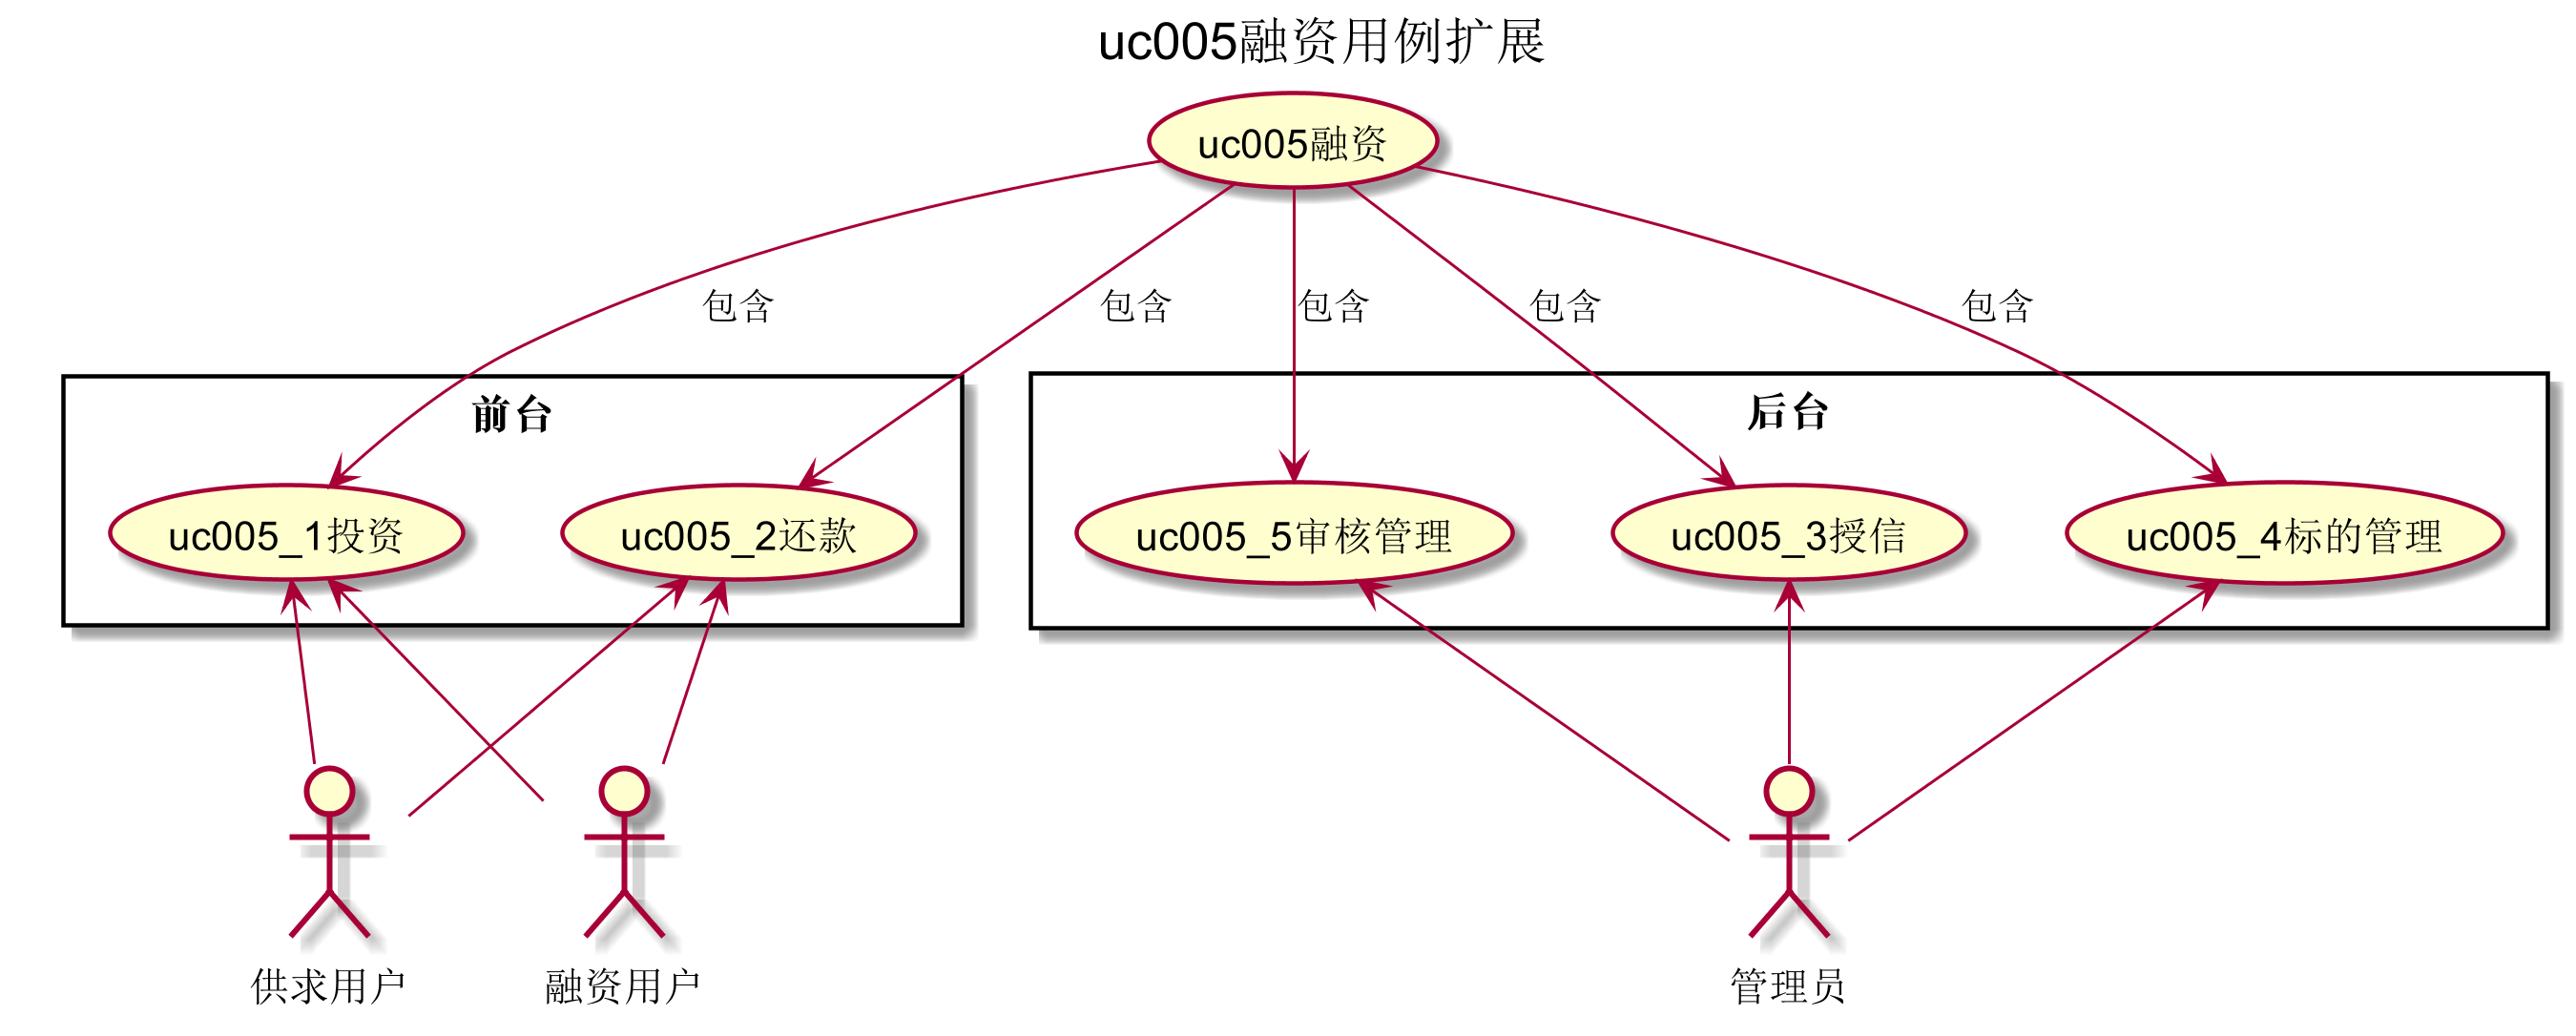 uc005融资用例扩展
uc005融资
包含
包含
包含
包含
包含
前台
后台
uc005_1投资
uc005_2还款
uc005_5审核管理
uc005_3授信
uc005_4标的管理
供求用户
融资用户
管理员